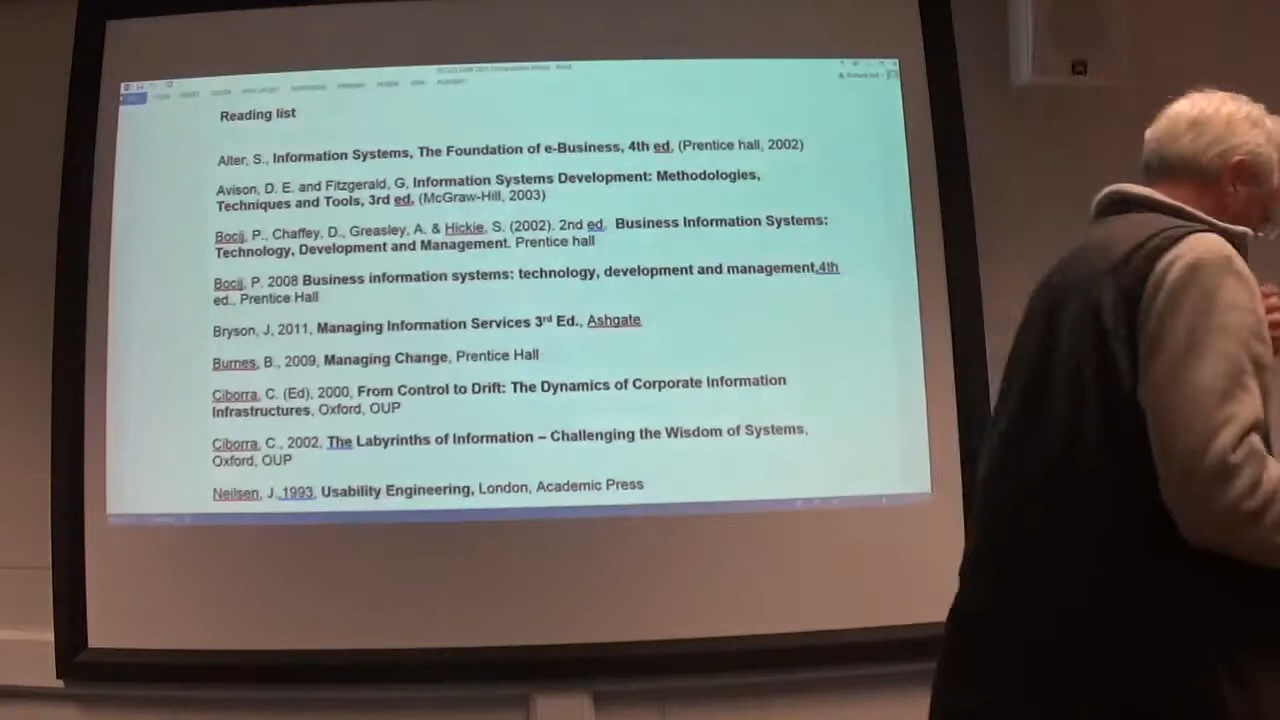 Reading list
Alter, S., Information Systems, The Foundation of e-Business, 4th ed, (Prentice hall, 2002)
Avison, D. E. and Fitzgerald, G, Information Systems Development: Methodologies,
Techniques and Tools, 3rd ed, (McGraw-Hill, 2003)
Bocij, P., Chaffey, D., Greasley, A. & Hickie, S. (2002). 2nd ed. Business Information Systems:
Technology, Development and Management. Prentice hall
Bocij, P. 2008 Business information systems: technology, development and management,4th
ed., Prentice Hall
Bryson, J, 2011, Managing Information Services 3rd Ed., Ashgate
Burnes, B., 2009, Managing Change, Prentice Hall
Ciborra, C. (Ed), 2000, From Control to Drift: The Dynamics of Corporate Information
Infrastructures, Oxford, OUP
Ciborra, C., 2002, The Labyrinths of Information – Challenging the Wisdom of Systems,
Oxford, OUP
Neilsen, J.,1993, Usability Engineering, London, Academic Press